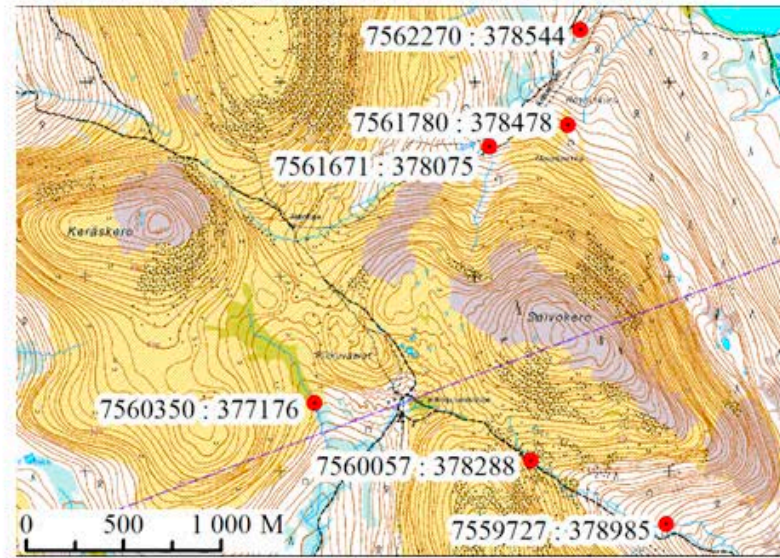 7562270 : 378544
7561780 : 378478
7561671 : 378075
Keräskero
Saivokero
7560350 : 377176
7560057 : 378288
7559727 : 378985
0 500 1 000 M